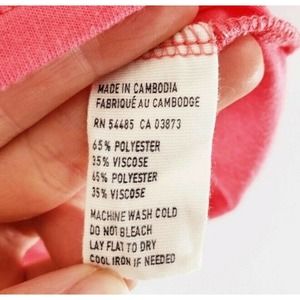 MADE IN CAMBODIA
FABRIQUÉ AU CAMBODGE
RN 54485 CA 03873
65% POLYESTER
35% VISCOSE
65% POLYESTER
35% VISCOSE
MACHINE WASH COLD
DO NOT BLEACH
LAY FLAT TO DRY
COOL IRON IF NEEDED